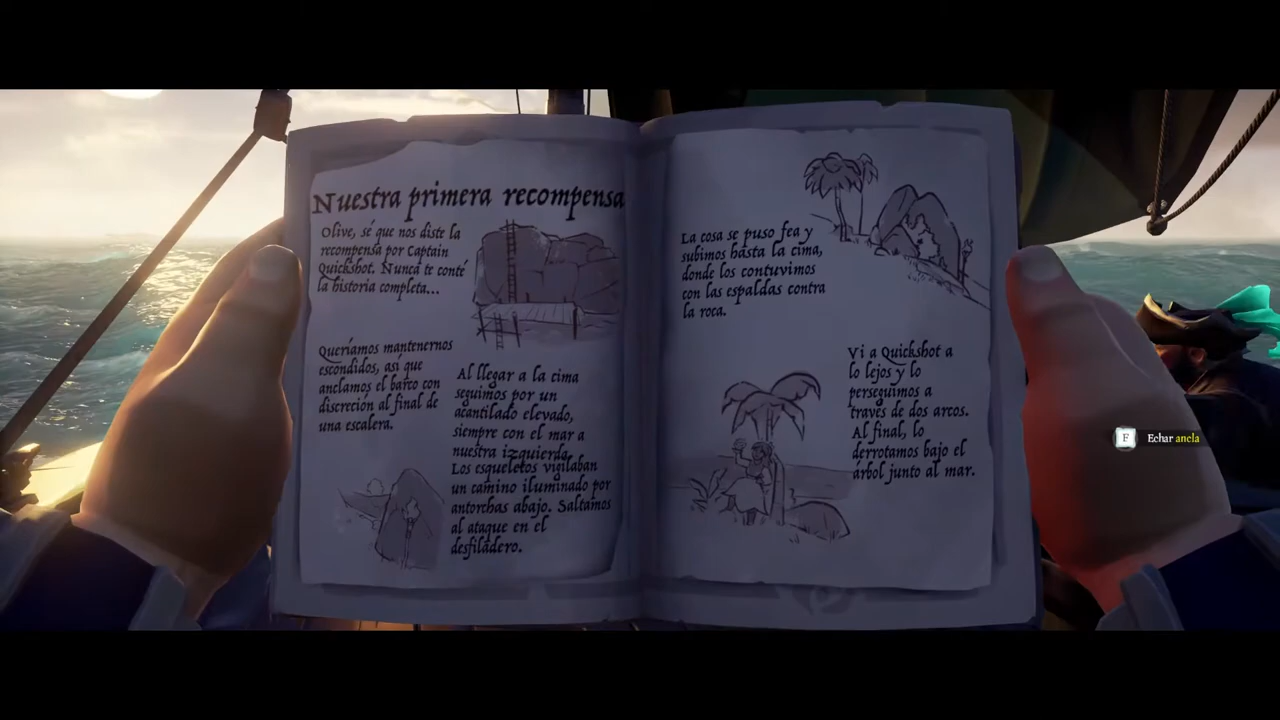 Nuestra primera recompensa
Olive, sé que nos diste la
recompensa por Captain
Quickshot. Nunca te conté
la historia completa...
Queríamos mantenernos
escondidos, así que
anclamos el barco con
discreción al final de
una escalera.
Al llegar a la cima
seguimos por un
acantilado elevado,
siempre con el mar a
nuestra izquierda.
Los esqueletos vigilaban
un camino iluminado por
antorchas abajo. Saltamos
al ataque en el
desfiladero.
La cosa se puso fea y
subimos hasta la cima,
donde los contuvimos
con las espaldas contra
la roca.
Vi a Quickshot a
lo lejos y lo
perseguimos a
través de dos arcos.
Al final, lo
derrotamos bajo el
árbol junto al mar.
F Echar ancla